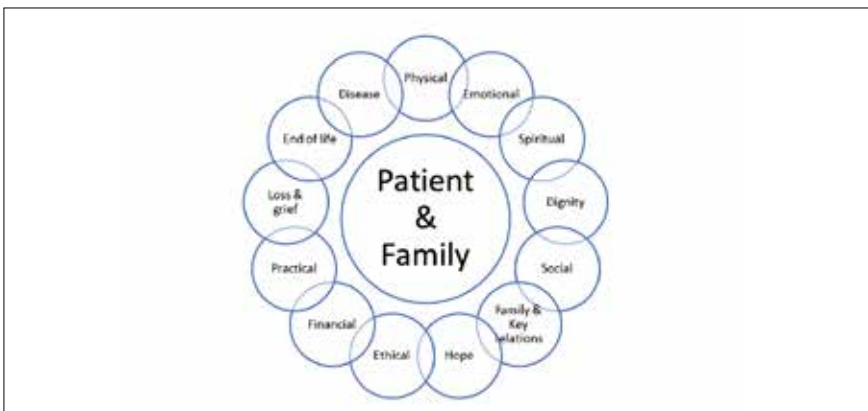 Patient
&
Family
Physical
Emotional
Spiritual
Dignity
Social
Family &
Key
relations
Hope
Ethical
Financial
Practical
Loss &
grief
End of life
Disease